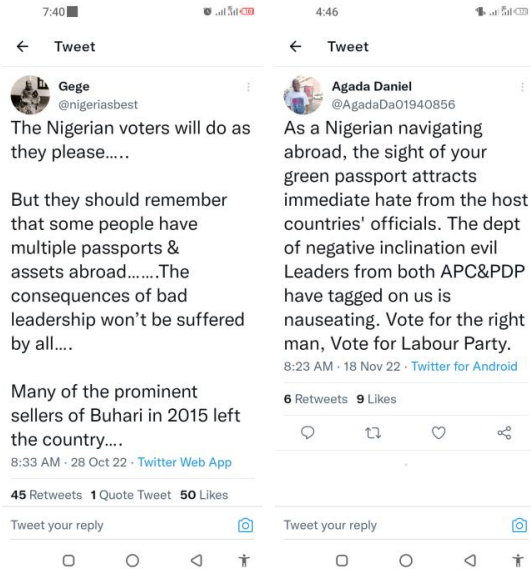 7:40
Tweet
Gege
@nigeriasbest
The Nigerian voters will do as
they please.....
But they should remember
that some people have
multiple passports &
assets abroad.......The
consequences of bad
leadership won't be suffered
by all....
Many of the prominent
sellers of Buhari in 2015 left
the country....
8:33 AM · 28 Oct 22 · Twitter Web App
45 Retweets 1 Quote Tweet 50 Likes
Tweet your reply
4:46
Tweet
Agada Daniel
@AgadaDa01940856
As a Nigerian navigating
abroad, the sight of your
green passport attracts
immediate hate from the host
countries' officials. The dept
of negative inclination evil
Leaders from both APC&PDP
have tagged on us is
nauseating. Vote for the right
man, Vote for Labour Party.
8:23 AM · 18 Nov 22 · Twitter for Android
6 Retweets 9 Likes
Tweet your reply